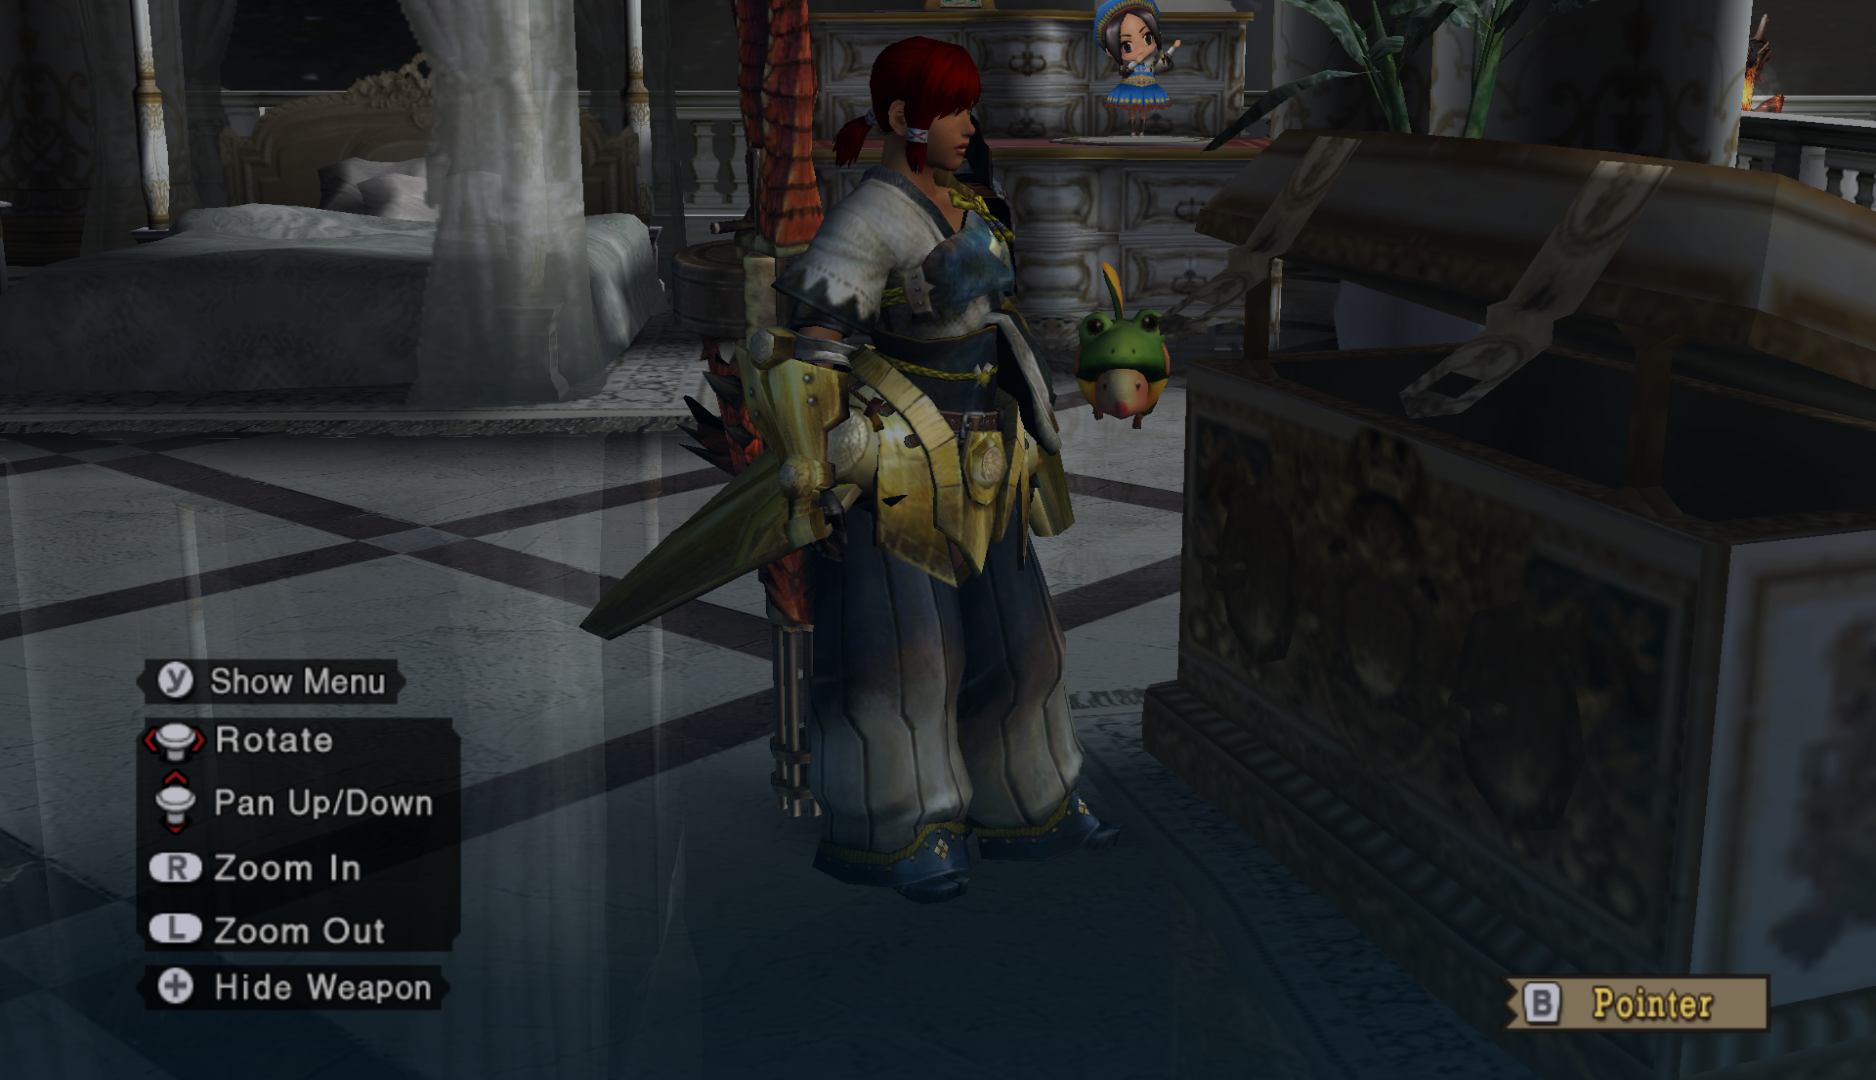 y Show Menu
Rotate
Pan Up/Down
R Zoom In
L Zoom Out
+ Hide Weapon
B Pointer